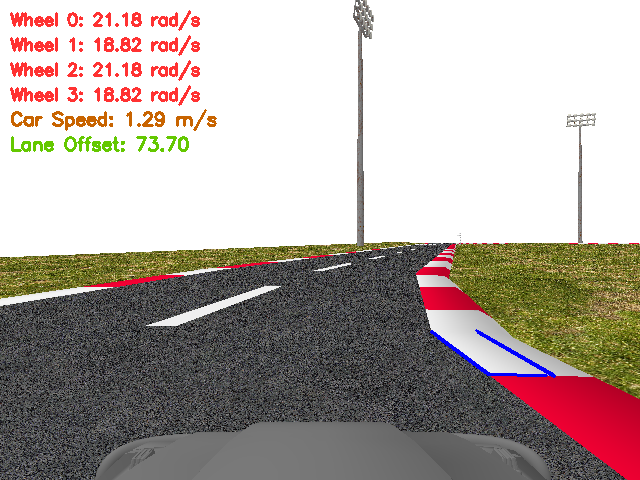 Wheel 0: 21.18 rad/s
Wheel 1: 18.82 rad/s
Wheel 2: 21.18 rad/s
Wheel 3: 18.82 rad/s
Car Speed: 1.29 m/s
Lane Offset: 73.70